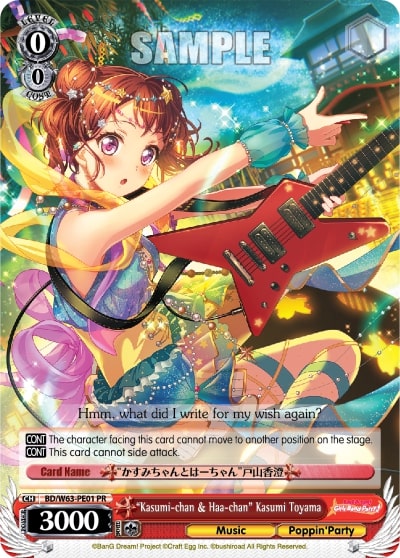 LEVEL
0
0
COST
SAMPLE
Hmm, what did I write for my wish again?
CONT The character facing this card cannot move to another position on the stage.
CONT This card cannot side attack.
Card Name "かすみちゃんとはーちゃん"戸山香澄
CH BD/W63-PE01 PR
"Kasumi-chan & Haa-chan" Kasumi Toyama
POWER 3000
Music Poppin'Party
©BanG Dream! Project ©Craft Egg Inc. ©bushiroad All Rights Reserved.